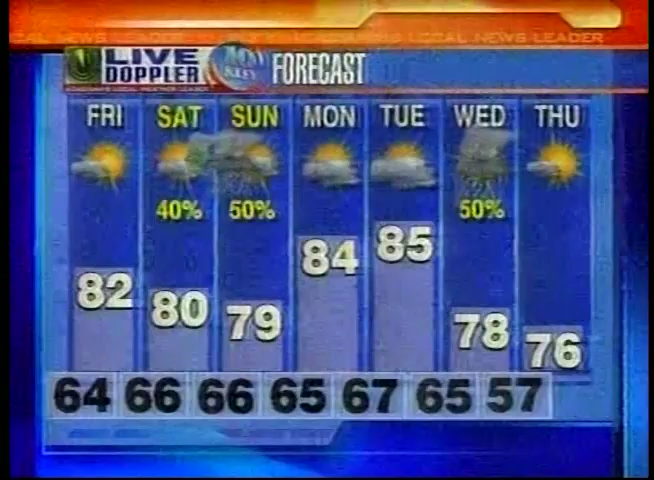 LOCAL NEWS LEADER
LIVE
DOPPLER
10
FORECAST
FRI SAT SUN MON TUE WED THU
40% 50% 50%
82 80 79 84 85 78 76
64 66 66 65 67 65 57